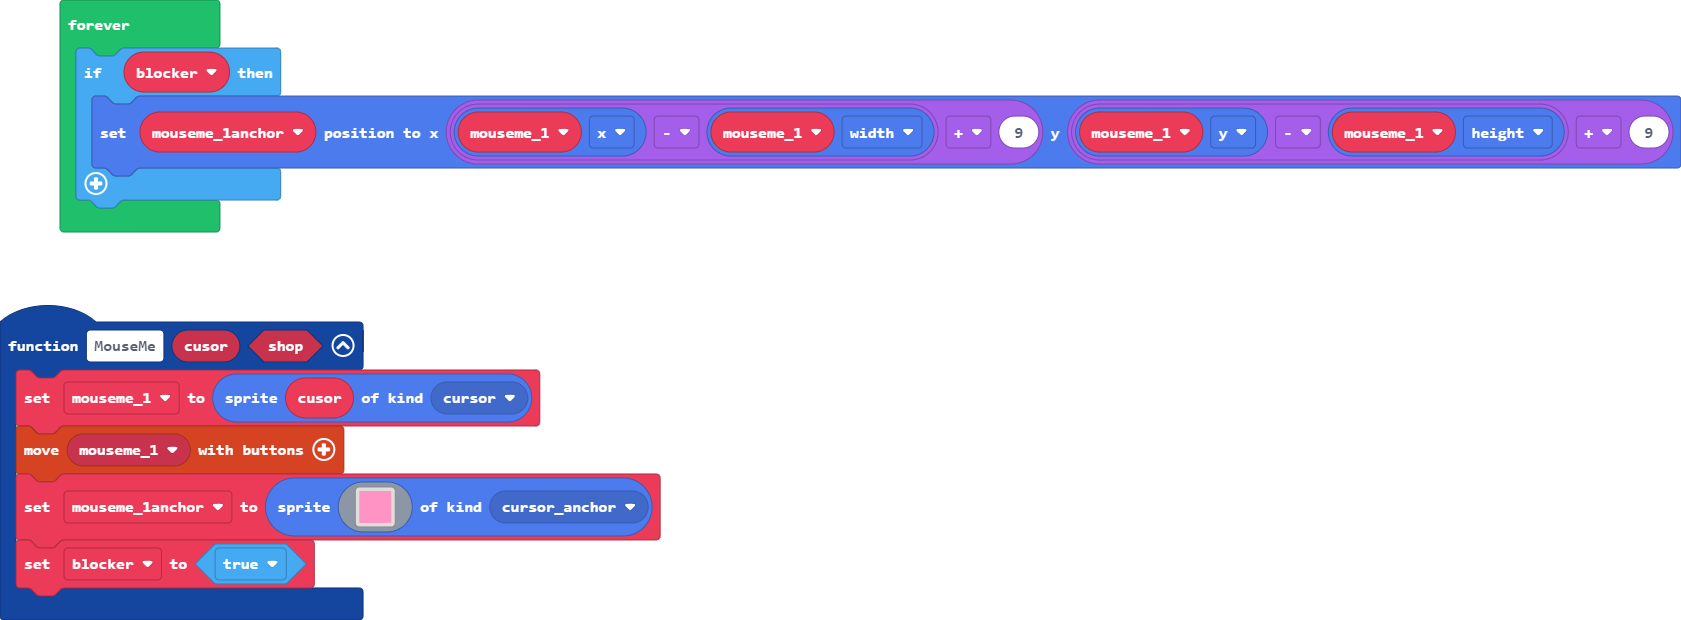 forever
if blocker then
set mouseme_1anchor position to x mouseme_1 x - mouseme_1 width + 9 y mouseme_1 y - mouseme_1 height + 9
function MouseMe cusor shop
set mouseme_1 to sprite cusor of kind cursor
move mouseme_1 with buttons
set mouseme_1anchor to sprite of kind cursor_anchor
set blocker to true